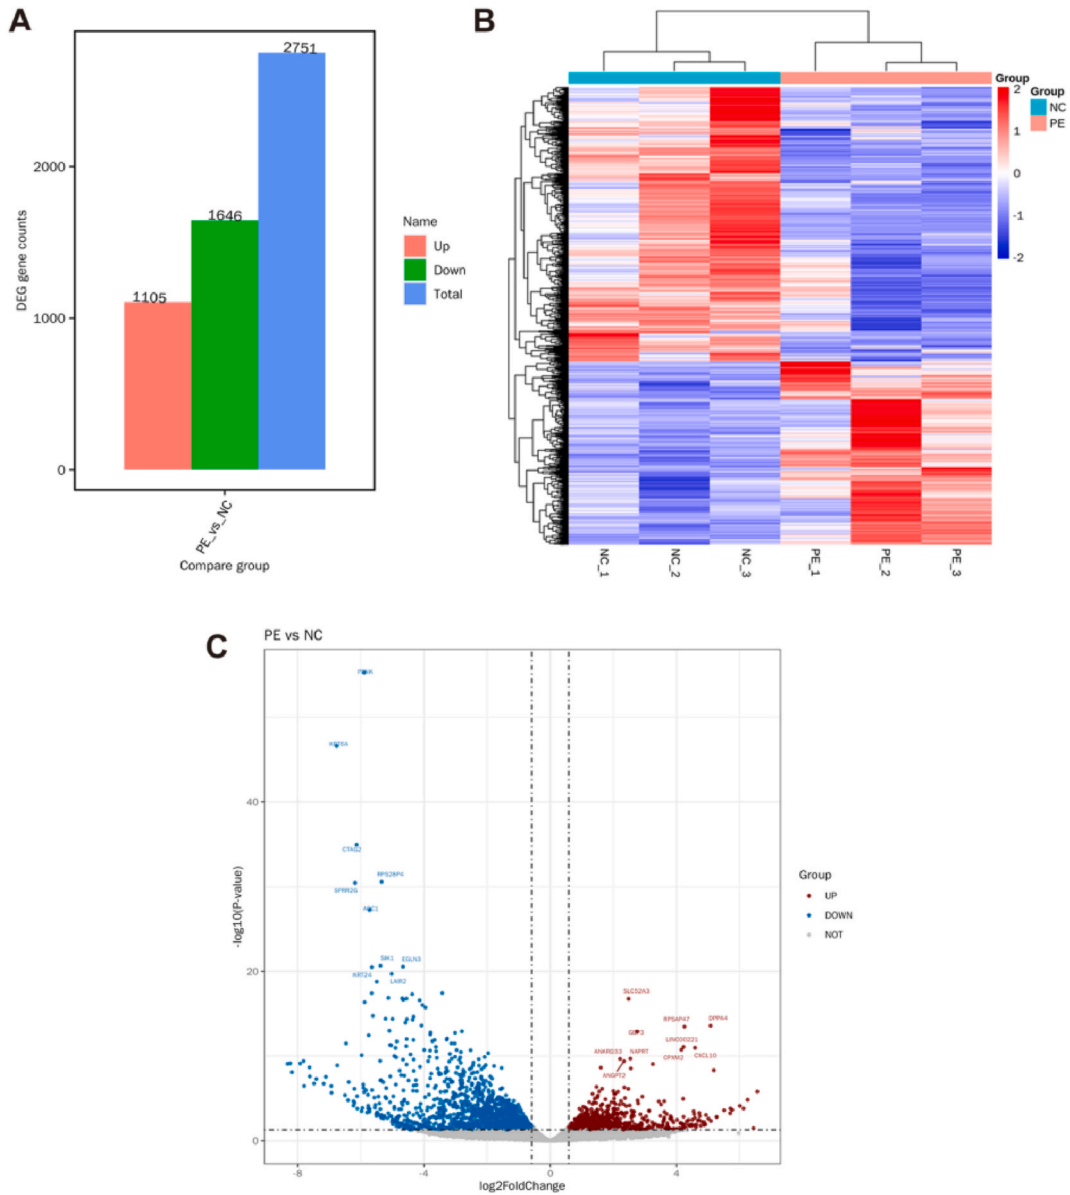 A
2751
2000
1646
1105
1000
0
DEG gene counts
PE_vs_NC
Compare group
Name
Up
Down
Total
B
Group
2
1
0
-1
-2
Group
NC
PE
NC_1
NC_2
NC_3
PE_1
PE_2
PE_3
C
PE vs NC
-log10(P-value)
40
20
0
CTAG2
RPS28P4
SPRR2G
SIK1
EGLN3
KRT24
LAIR2
SLC52A3
RPSAP47
DPPA4
LINC00221
CXCL10
CPXM2
ANKRD33
NAPRT
ANGPT2
-8
-4
0
4
log2FoldChange
Group
UP
DOWN
NOT